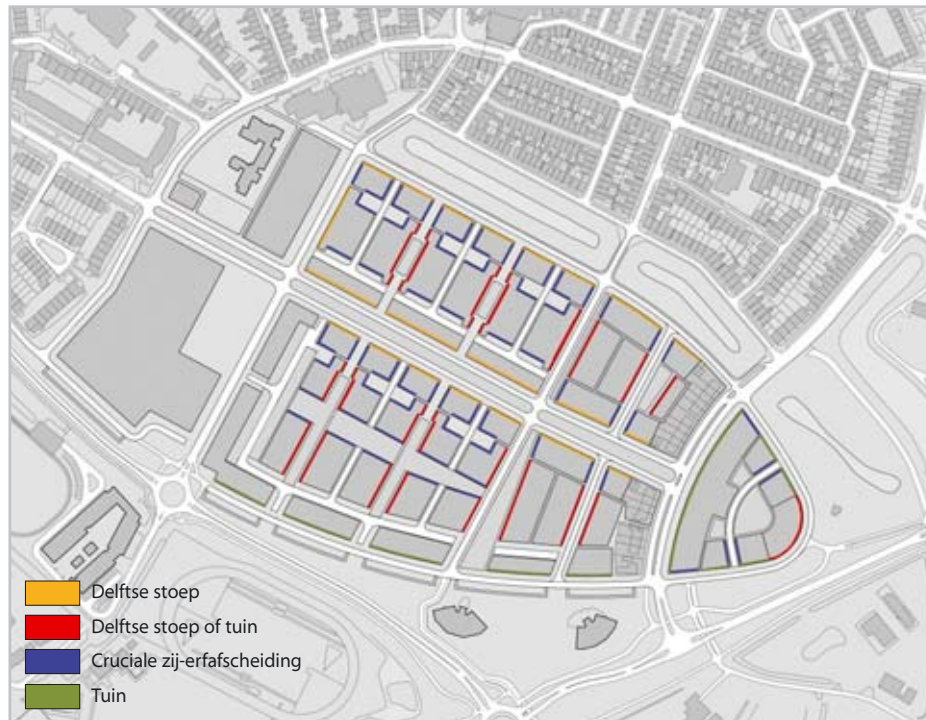 Delftse stoep
Delftse stoep of tuin
Cruciale zij-erfafscheiding
Tuin